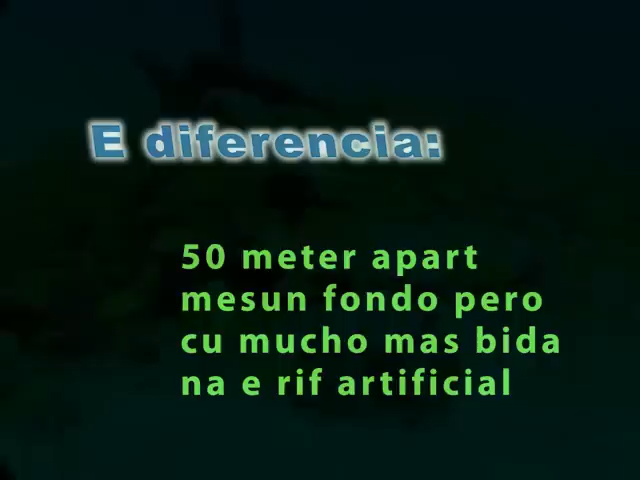 E diferencia:
50 meter apart
mesun fondo pero
cu mucho mas bida
na e rif artificial